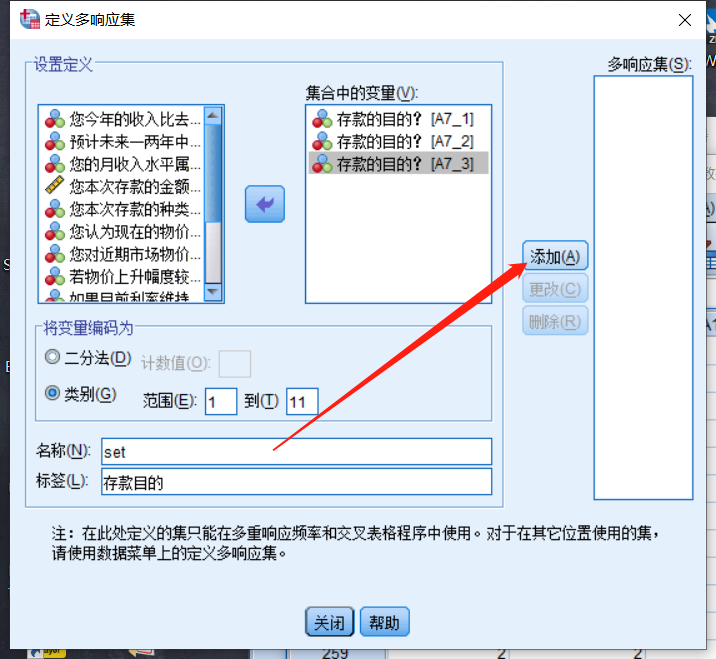 定义多响应集
设置定义
多响应集(S):
集合中的变量(V):
您今年的收入比去...
预计未来一两年中...
您的月收入水平属...
您本次存款的金额...
您本次存款的种类...
您认为现在的物价...
您对近期市场物价...
若物价上升幅度较...
如果目前利率维持
存款的目的？ [A7_1]
存款的目的？ [A7_2]
存款的目的？ [A7_3]
添加(A)
更改(C)
删除(R)
将变量编码为
二分法(D) 计数值(O):
类别(G) 范围(E): 1 到(T) 11
名称(N): set
标签(L): 存款目的
注：在此处定义的集只能在多重响应频率和交叉表格程序中使用。对于在其它位置使用的集，
请使用数据菜单上的定义多响应集。
关闭 帮助
259 2 2